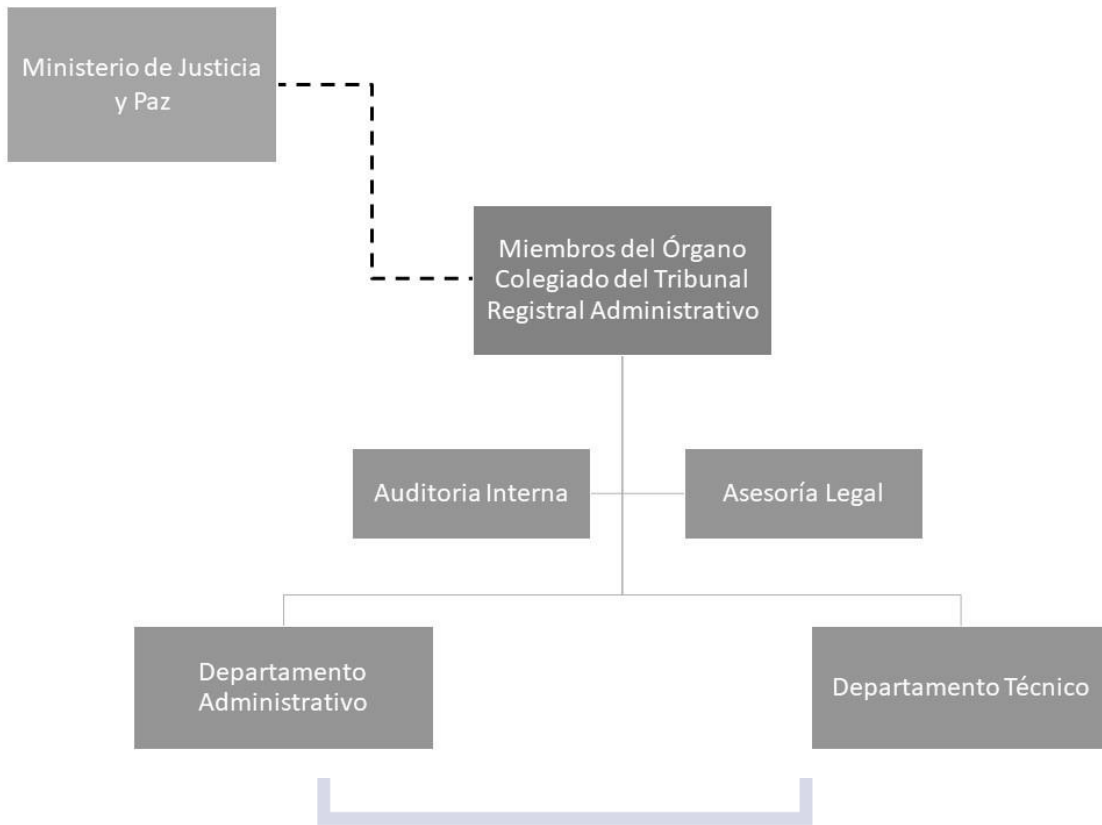 Ministerio de Justicia
y Paz
Miembros del Órgano
Colegiado del Tribunal
Registral Administrativo
Auditoria Interna
Asesoría Legal
Departamento
Administrativo
Departamento Técnico